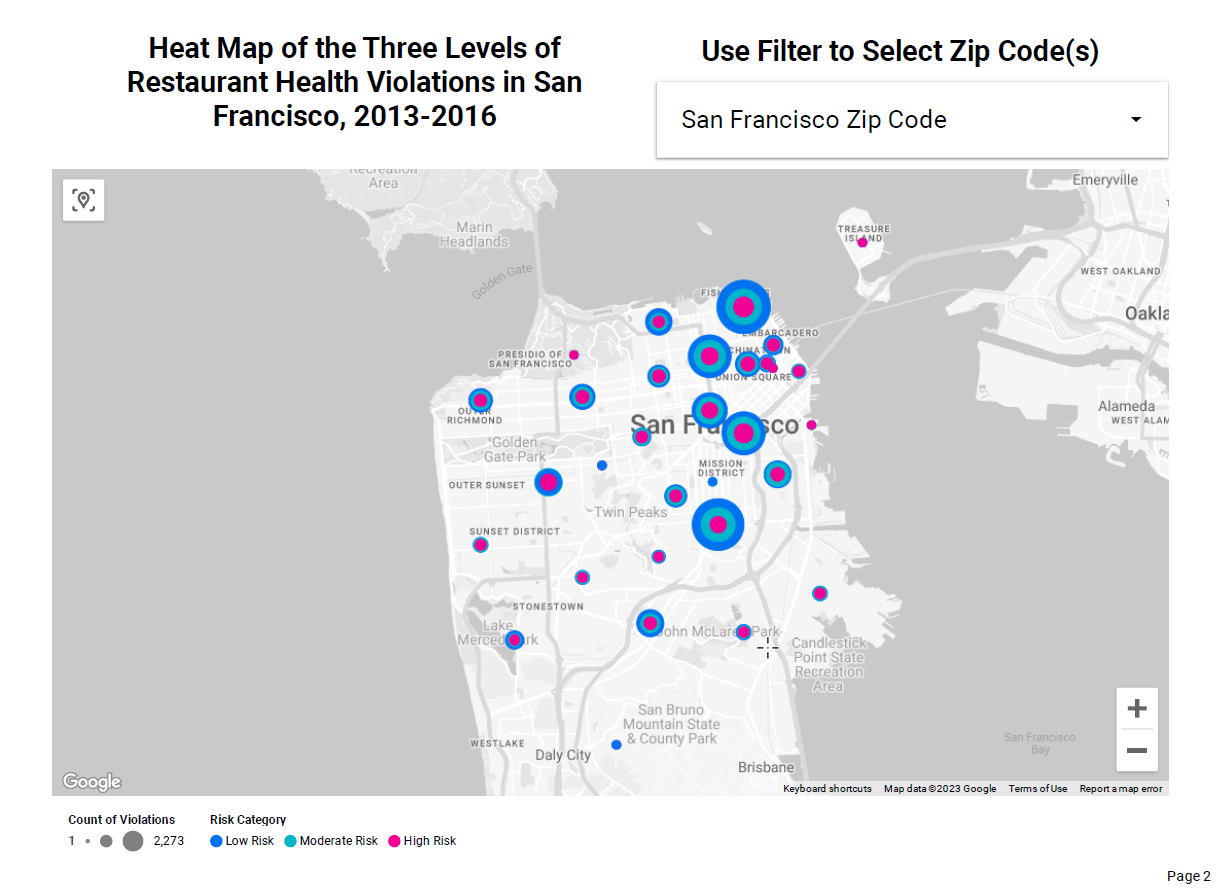 Heat Map of the Three Levels of
Restaurant Health Violations in San
Francisco, 2013-2016
Use Filter to Select Zip Code(s)
San Francisco Zip Code
Recreation
Area
Emeryville
Marin
Headlands
TREASURE
ISLAND
Golden Gate
WEST OAKLAND
Oakla
EMBARCADERO
CHINATOWN
PRESIDIO OF
SAN FRANCISCO
UNION SQUARE
OUTER
RICHMOND
Alameda
WEST ALAM
San Francisco
Golden
Gate Park
MISSION
DISTRICT
OUTER SUNSET
Twin Peaks
SUNSET DISTRICT
STONESTOWN
Lake
Merced Park
John McLaren Park
Candlestick
Point State
Recreation
Area
San Bruno
Mountain State
& County Park
San Francisco
Bay
WESTLAKE
Daly City
Brisbane
+
−
Google
Keyboard shortcuts Map data ©2023 Google Terms of Use Report a map error
Count of Violations Risk Category
1 2,273 Low Risk Moderate Risk High Risk
Page 2